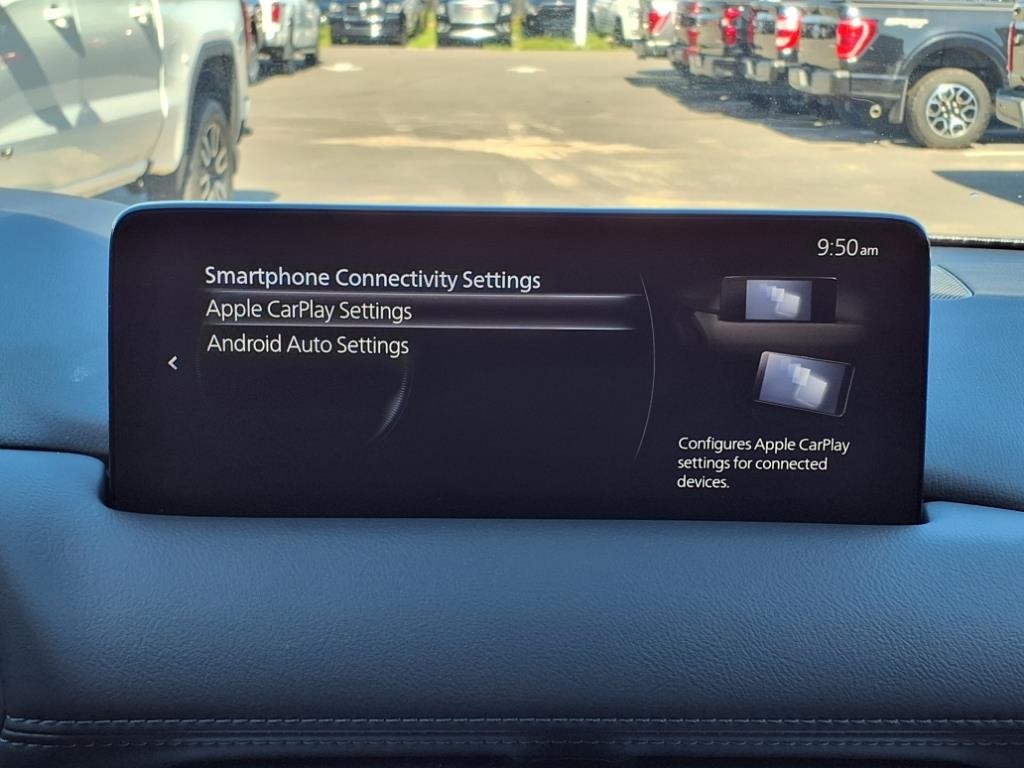 9:50am
Smartphone Connectivity Settings
Apple CarPlay Settings
Android Auto Settings
<
Configures Apple CarPlay
settings for connected
devices.